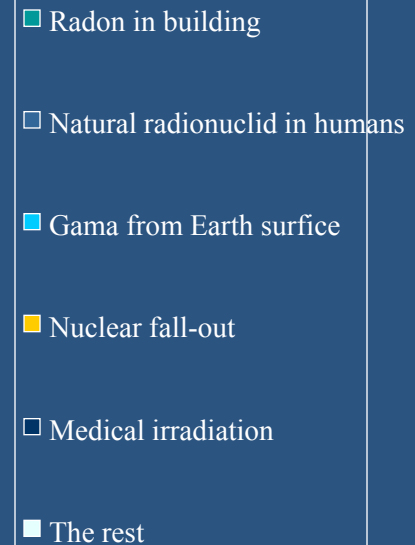 Radon in building
Natural radionuclid in humans
Gama from Earth surfice
Nuclear fall-out
Medical irradiation
The rest